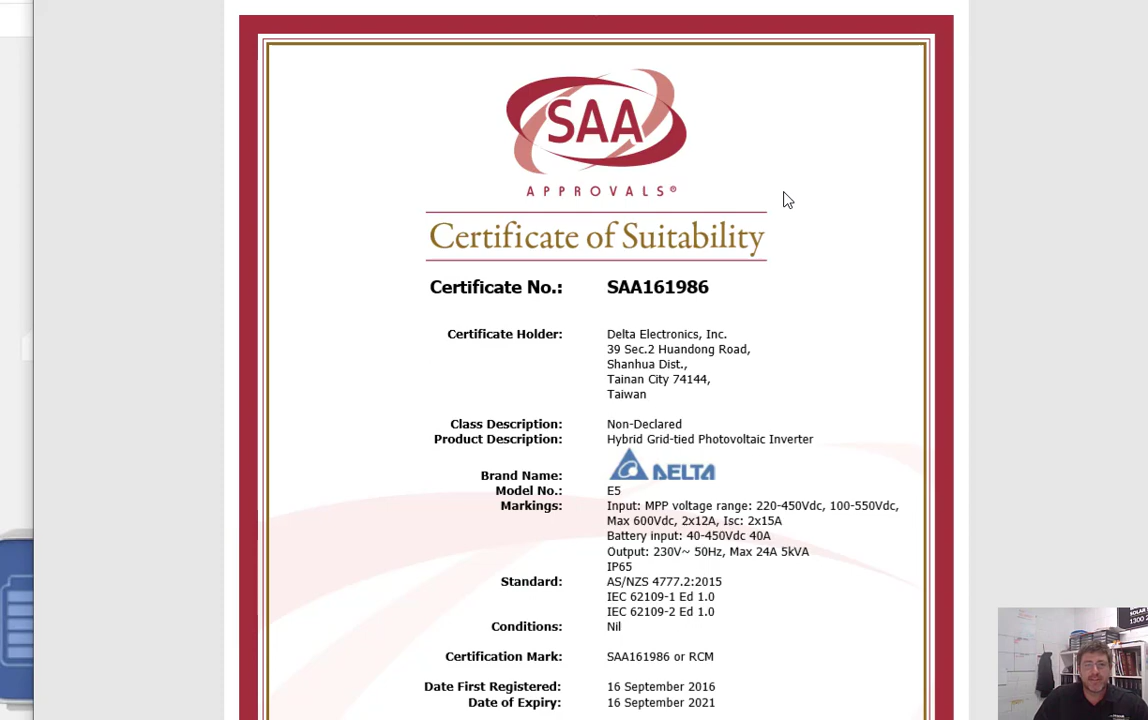 SAA
APPROVALS®
Certificate of Suitability
Certificate No.: SAA161986
Certificate Holder: Delta Electronics, Inc.
39 Sec.2 Huandong Road,
Shanhua Dist.,
Tainan City 74144,
Taiwan
Class Description: Non-Declared
Product Description: Hybrid Grid-tied Photovoltaic Inverter
Brand Name: DELTA
Model No.: E5
Markings: Input: MPP voltage range: 220-450Vdc, 100-550Vdc,
Max 600Vdc, 2x12A, Isc: 2x15A
Battery input: 40-450Vdc 40A
Output: 230V~ 50Hz, Max 24A 5kVA
IP65
Standard: AS/NZS 4777.2:2015
IEC 62109-1 Ed 1.0
IEC 62109-2 Ed 1.0
Conditions: Nil
Certification Mark: SAA161986 or RCM
Date First Registered: 16 September 2016
Date of Expiry: 16 September 2021
SOLAR
1300 2